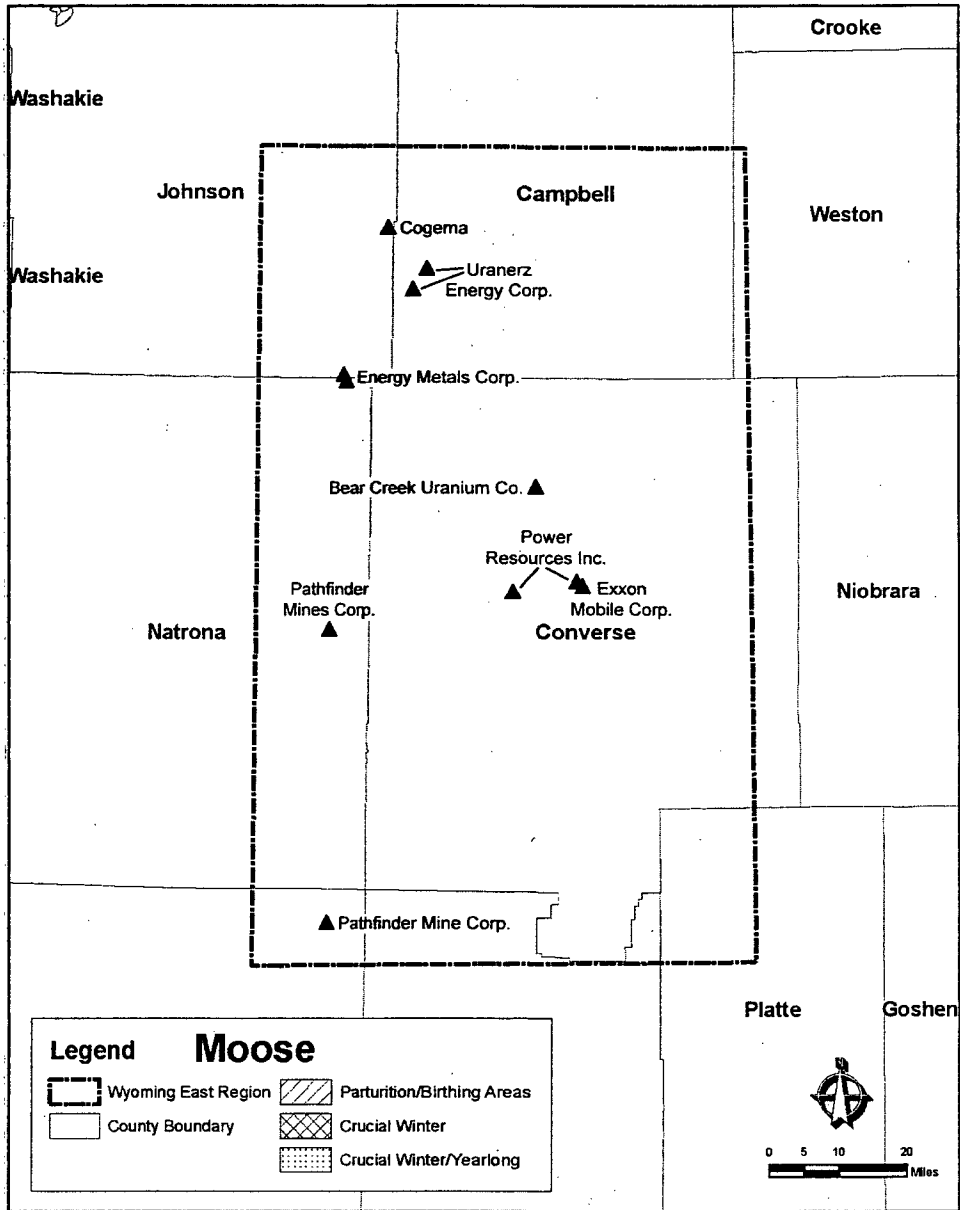 Crooke
Washakie
Johnson
Campbell
Weston
Cogema
Washakie
Uranerz
Energy Corp.
Energy Metals Corp.
Bear Creek Uranium Co.
Power
Resources Inc.
Pathfinder
Mines Corp.
Exxon
Mobile Corp.
Niobrara
Natrona
Converse
Pathfinder Mine Corp.
Platte
Goshen
Legend
Moose
Wyoming East Region
Parturition/Birthing Areas
County Boundary
Crucial Winter
Crucial Winter/Yearlong
N
0 5 10 20
Miles